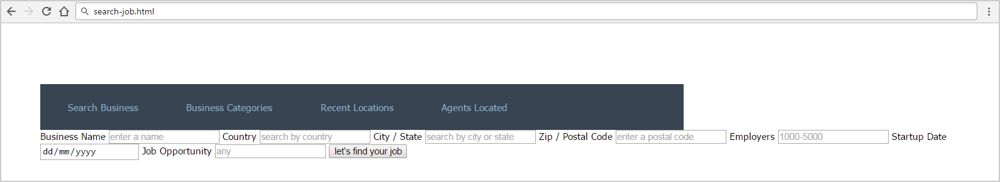 search-job.html
Search Business Business Categories Recent Locations Agents Located
Business Name enter a name Country search by country City / State search by city or state Zip / Postal Code enter a postal code Employers 1000-5000 Startup Date
dd/mm/yyyy Job Opportunity any let's find your job